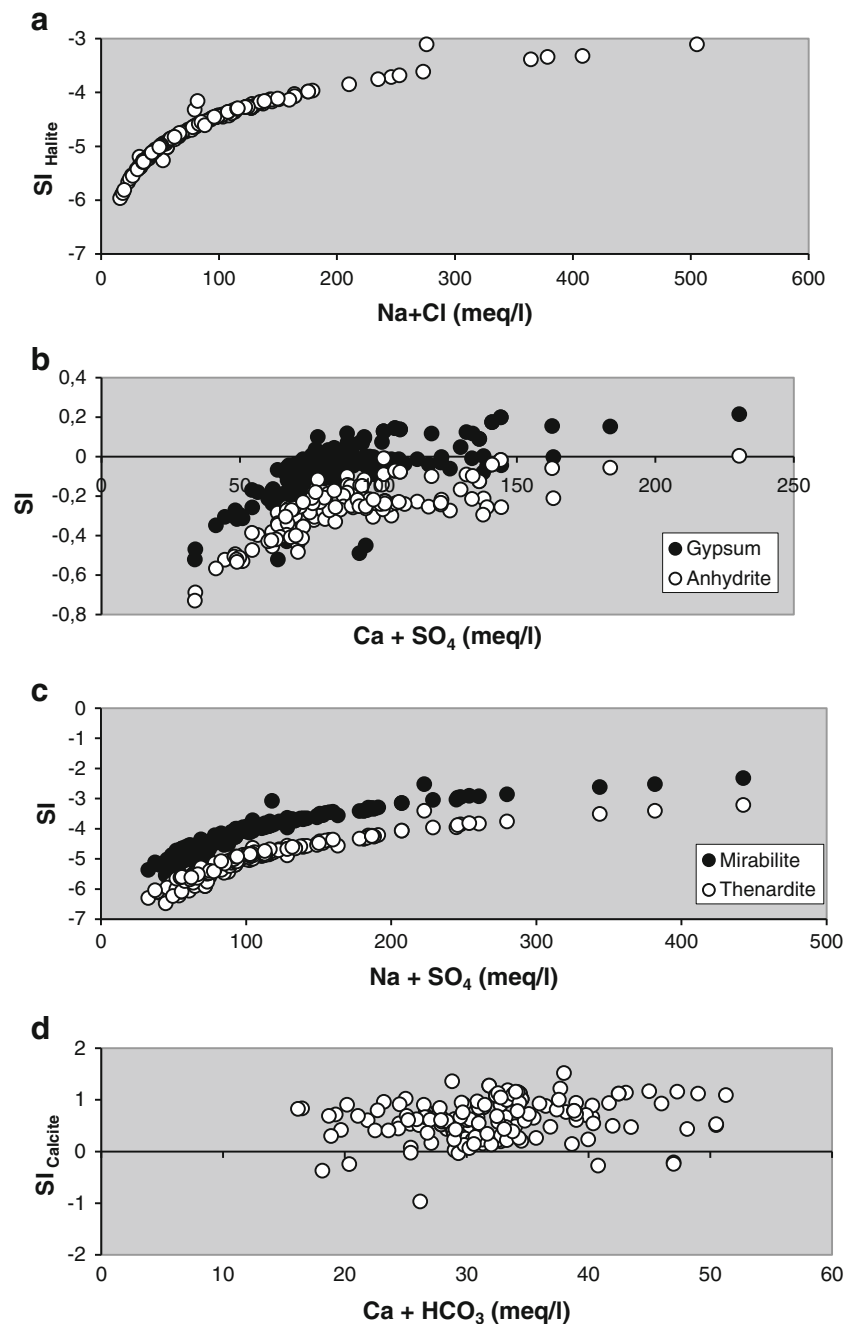 a
-3
-4
-5
-6
-7
SI Halite
0 100 200 300 400 500 600
Na+Cl (meq/l)
b
0,4
0,2
0
-0,2
-0,4
-0,6
-0,8
SI
0 50 150 200 250
Gypsum
Anhydrite
Ca + SO4 (meq/l)
c
0
-1
-2
-3
-4
-5
-6
-7
SI
Mirabilite
Thenardite
0 100 200 300 400 500
Na + SO4 (meq/l)
d
2
1
0
-1
-2
SI Calcite
0 10 20 30 40 50 60
Ca + HCO3 (meq/l)